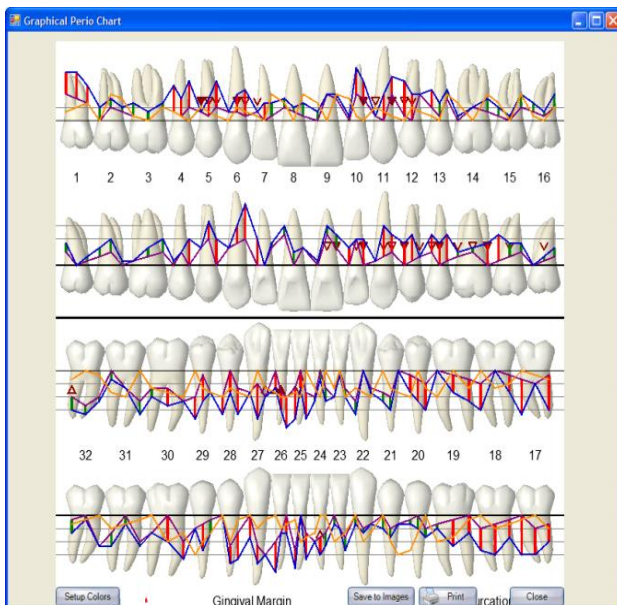 Graphical Perio Chart
1 2 3 4 5 6 7 8 9 10 11 12 13 14 15 16
32 31 30 29 28 27 26 25 24 23 22 21 20 19 18 17
Setup Colors Gingival Margin Save to Images Print urcation Close